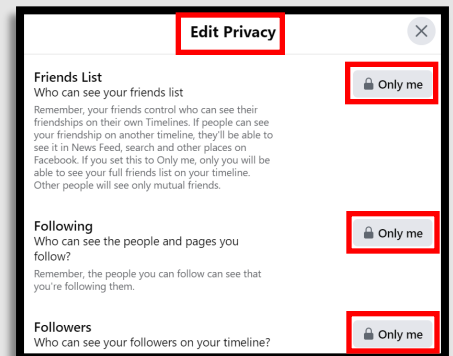 Edit Privacy
Friends List
Only me
Who can see your friends list
Remember, your friends control who can see their
friendships on their own Timelines. If people can see
your friendship on another timeline, they'll be able to
see it in News Feed, search and other places on
Facebook. If you set this to Only me, only you will be
able to see your full friends list on your timeline.
Other people will see only mutual friends.
Following
Only me
Who can see the people and pages you
follow?
Remember, the people you can follow can see that
you're following them.
Followers
Only me
Who can see your followers on your timeline?